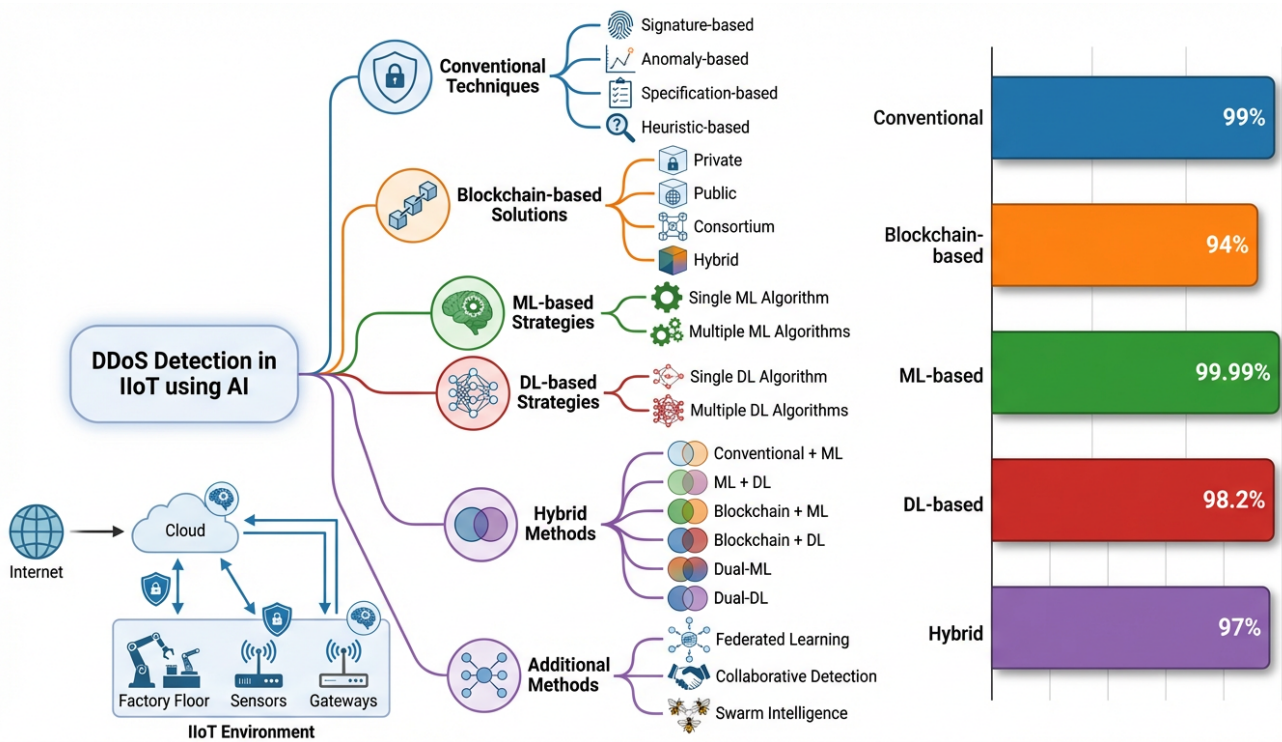 DDoS Detection in
IIoT using AI
Conventional
Techniques
Signature-based
Anomaly-based
Specification-based
Heuristic-based
Blockchain-based
Solutions
Private
Public
Consortium
Hybrid
ML-based
Strategies
Single ML Algorithm
Multiple ML Algorithms
DL-based
Strategies
Single DL Algorithm
Multiple DL Algorithms
Hybrid
Methods
Conventional + ML
ML + DL
Blockchain + ML
Blockchain + DL
Dual-ML
Dual-DL
Additional
Methods
Federated Learning
Collaborative Detection
Swarm Intelligence
Internet
Cloud
Factory Floor
Sensors
Gateways
IIoT Environment
Conventional
99%
Blockchain-
based
94%
ML-based
99.99%
DL-based
98.2%
Hybrid
97%